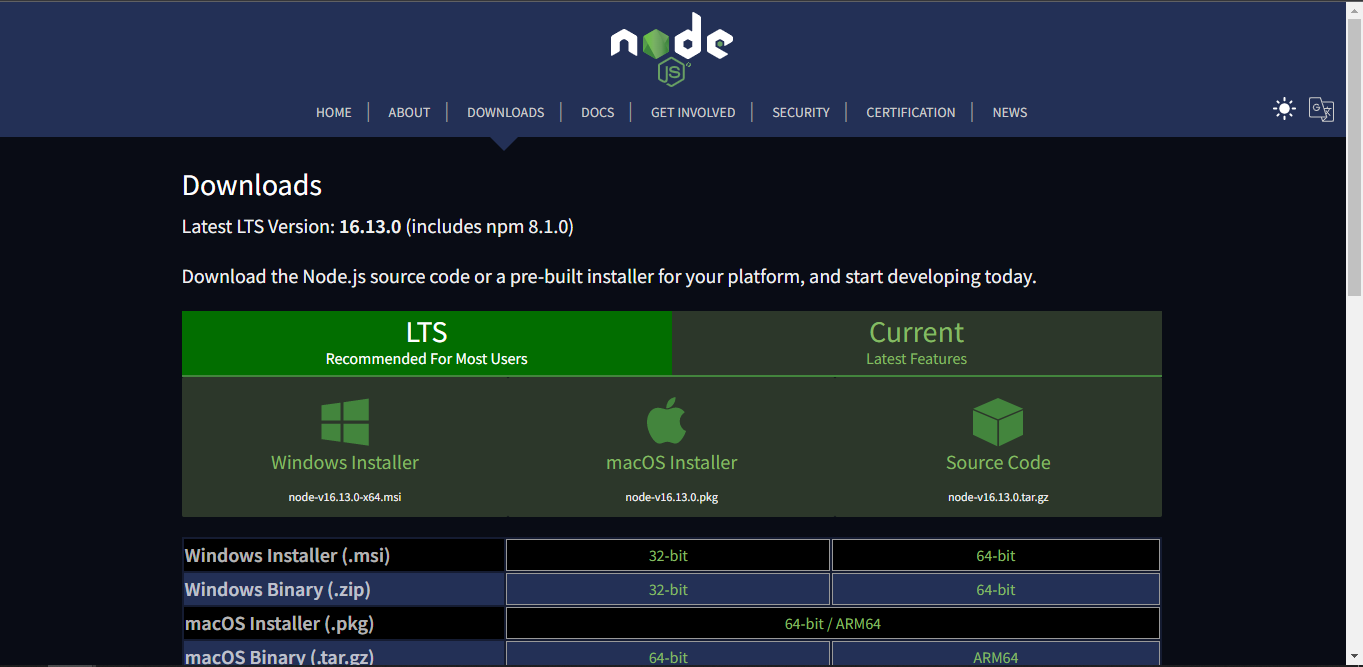 node
JS
HOME ABOUT DOWNLOADS DOCS GET INVOLVED SECURITY CERTIFICATION NEWS
G
Downloads
Latest LTS Version: 16.13.0 (includes npm 8.1.0)
Download the Node.js source code or a pre-built installer for your platform, and start developing today.
LTS
Recommended For Most Users
Current
Latest Features
Windows Installer
node-v16.13.0-x64.msi
macOS Installer
node-v16.13.0.pkg
Source Code
node-v16.13.0.tar.gz
Windows Installer (.msi) 32-bit 64-bit
Windows Binary (.zip) 32-bit 64-bit
macOS Installer (.pkg) 64-bit / ARM64
macOS Binary (.tar.gz) 64-bit ARM64